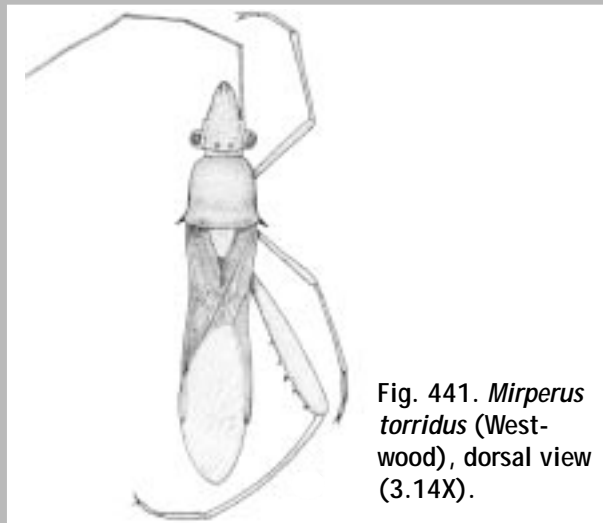 Fig. 441. Mirperus
torridus (West-
wood), dorsal view
(3.14X).